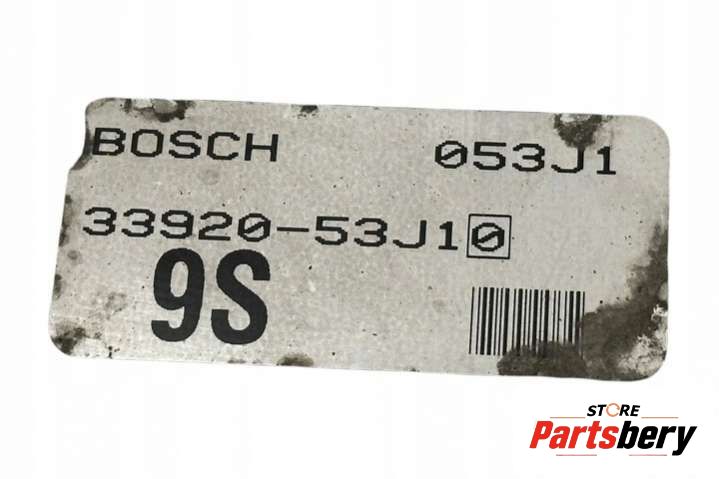 BOSCH 053J1
33920-53J10
9S
STORE
Partsbery